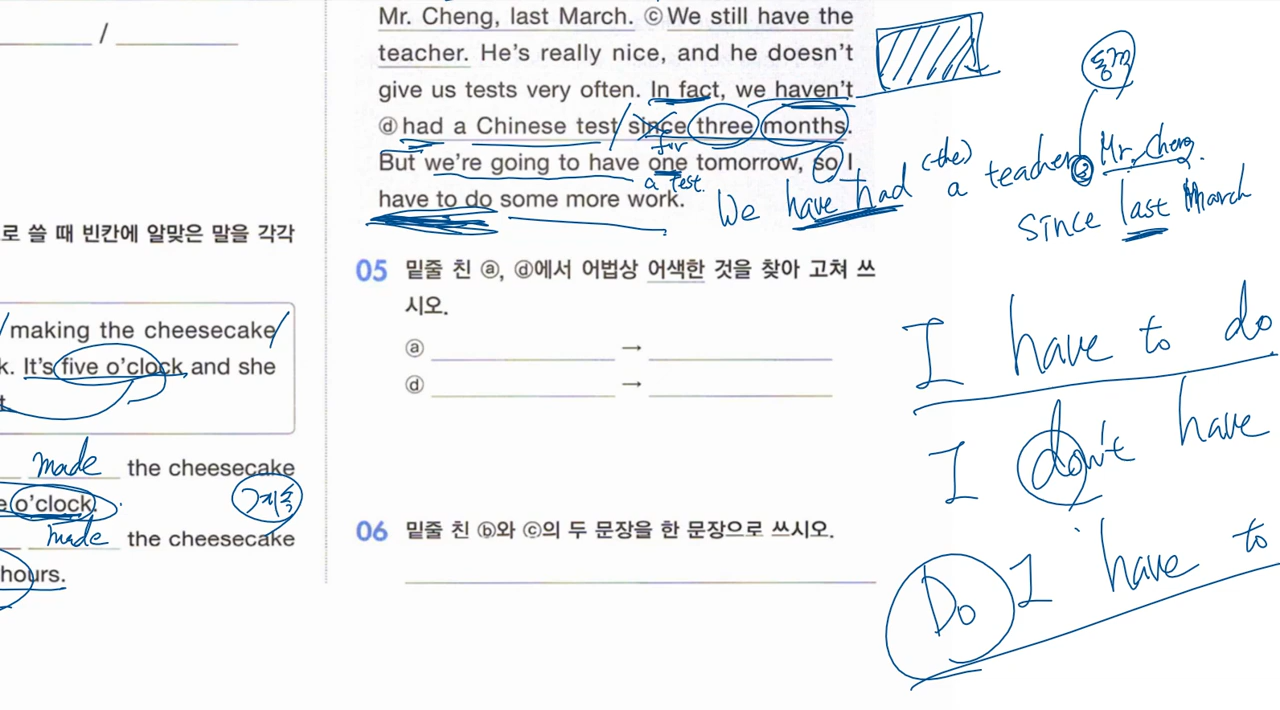 /
로 쓸 때 빈칸에 알맞은 말을 각각
making the cheesecake
k. It's five o'clock, and she
t.
made the cheesecake
e o'clock.
계속
made the cheesecake
hours.
Mr. Cheng, last March. ⓒWe still have the
teacher. He's really nice, and he doesn't
give us tests very often. In fact, we haven't
ⓓhad a Chinese test since three months.
for
But we're going to have one tomorrow, so I
a test.
have to do some more work.
05 밑줄 친 ⓐ, ⓓ에서 어법상 어색한 것을 찾아 고쳐 쓰
시오.
ⓐ →
ⓓ →
06 밑줄 친 ⓑ와 ⓒ의 두 문장을 한 문장으로 쓰시오.
동격
We have had (the) a teacher, Mr. Cheng.
since last March
I have to do
I don't have
Do I have to